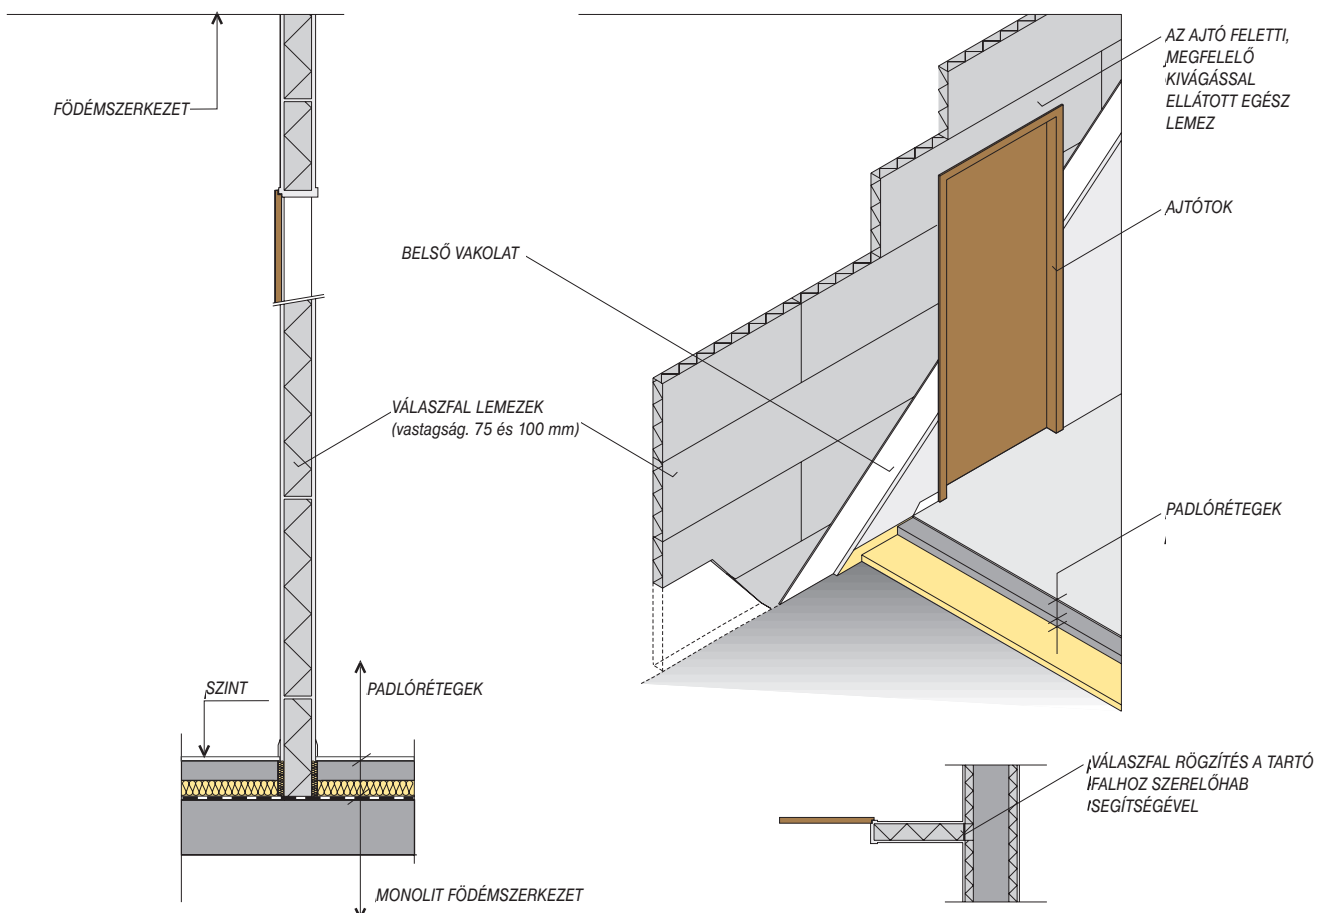 FÖDÉMSZERKEZET
AZ AJTÓ FELETTI,
MEGFELELŐ
KIVÁGÁSSAL
ELLÁTOTT EGÉSZ
LEMEZ
AJTÓTOK
BELSŐ VAKOLAT
VÁLASZFAL LEMEZEK
(vastagság. 75 és 100 mm)
PADLÓRÉTEGEK
SZINT
PADLÓRÉTEGEK
VÁLASZFAL RÖGZÍTÉS A TARTÓ
FALHOZ SZERELŐHAB
SEGÍTSÉGÉVEL
MONOLIT FÖDÉMSZERKEZET